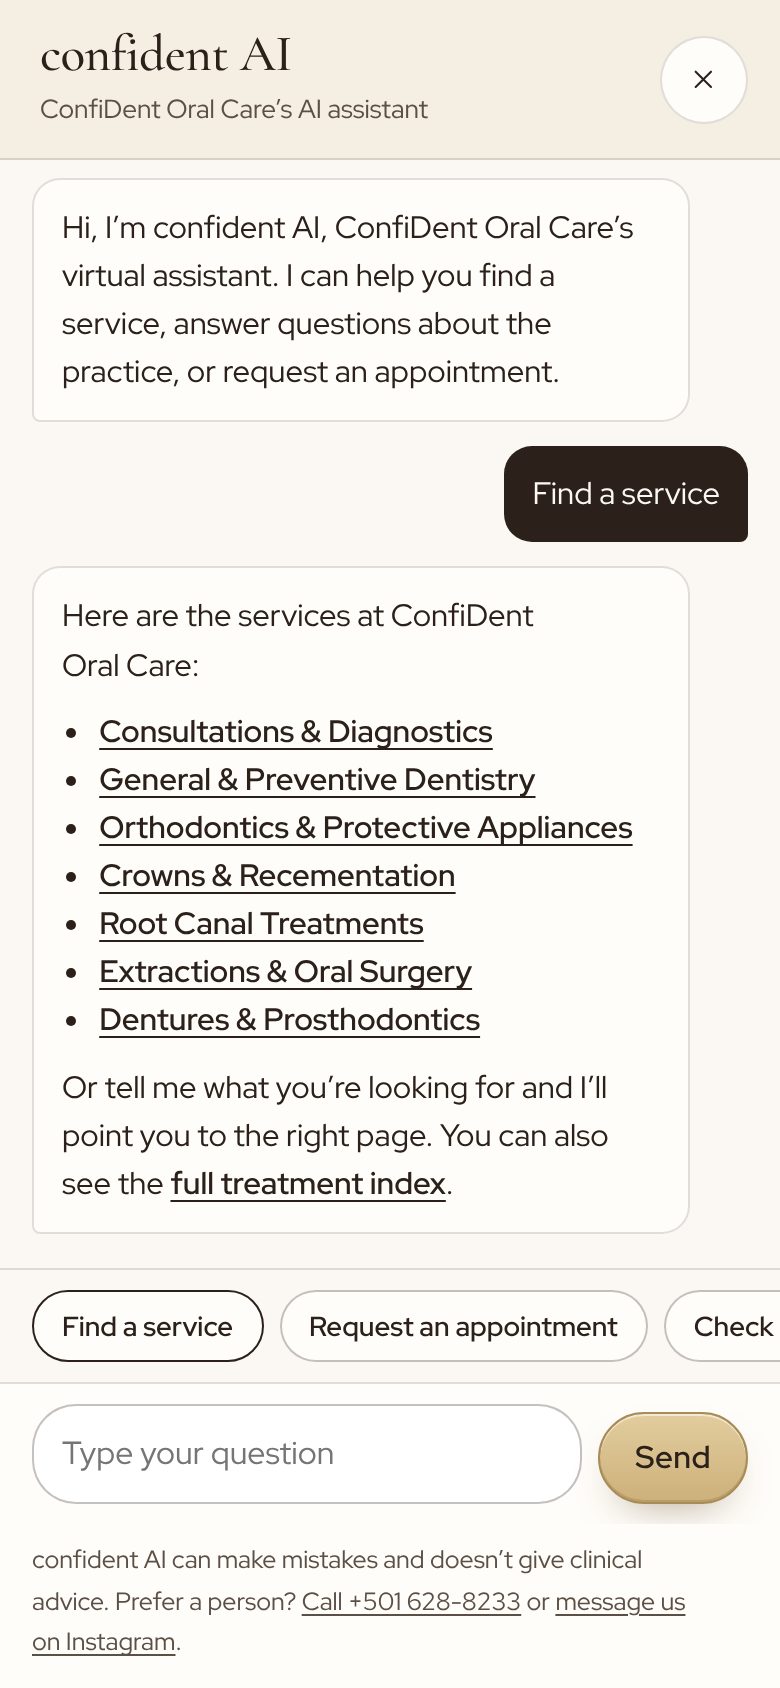 confident AI
ConfiDent Oral Care’s AI assistant
Hi, I’m confident AI, ConfiDent Oral Care’s
virtual assistant. I can help you find a
service, answer questions about the
practice, or request an appointment.
Find a service
Here are the services at ConfiDent
Oral Care:
• Consultations & Diagnostics
• General & Preventive Dentistry
• Orthodontics & Protective Appliances
• Crowns & Recementation
• Root Canal Treatments
• Extractions & Oral Surgery
• Dentures & Prosthodontics
Or tell me what you’re looking for and I’ll
point you to the right page. You can also
see the full treatment index.
Find a service Request an appointment Check
Type your question Send
confident AI can make mistakes and doesn’t give clinical
advice. Prefer a person? Call +501 628-8233 or message us
on Instagram.